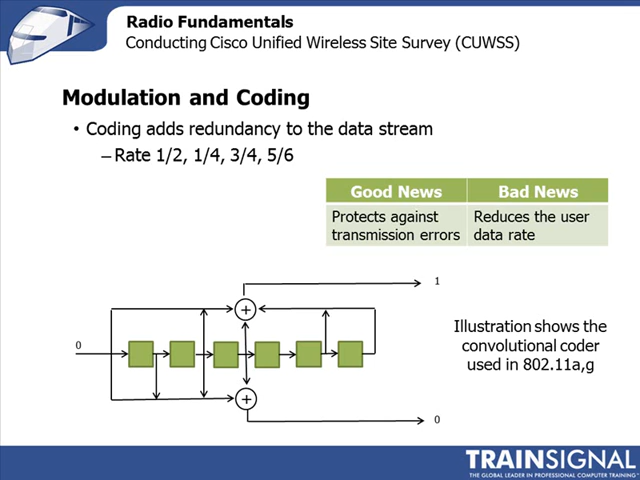 Radio Fundamentals
Conducting Cisco Unified Wireless Site Survey (CUWSS)
Modulation and Coding
• Coding adds redundancy to the data stream
– Rate 1/2, 1/4, 3/4, 5/6
Good News Bad News
Protects against Reduces the user
transmission errors data rate
1
+
Illustration shows the
convolutional coder
used in 802.11a,g
0
+
0
TRAINSIGNAL
THE GLOBAL LEADER IN PROFESSIONAL COMPUTER TRAINING